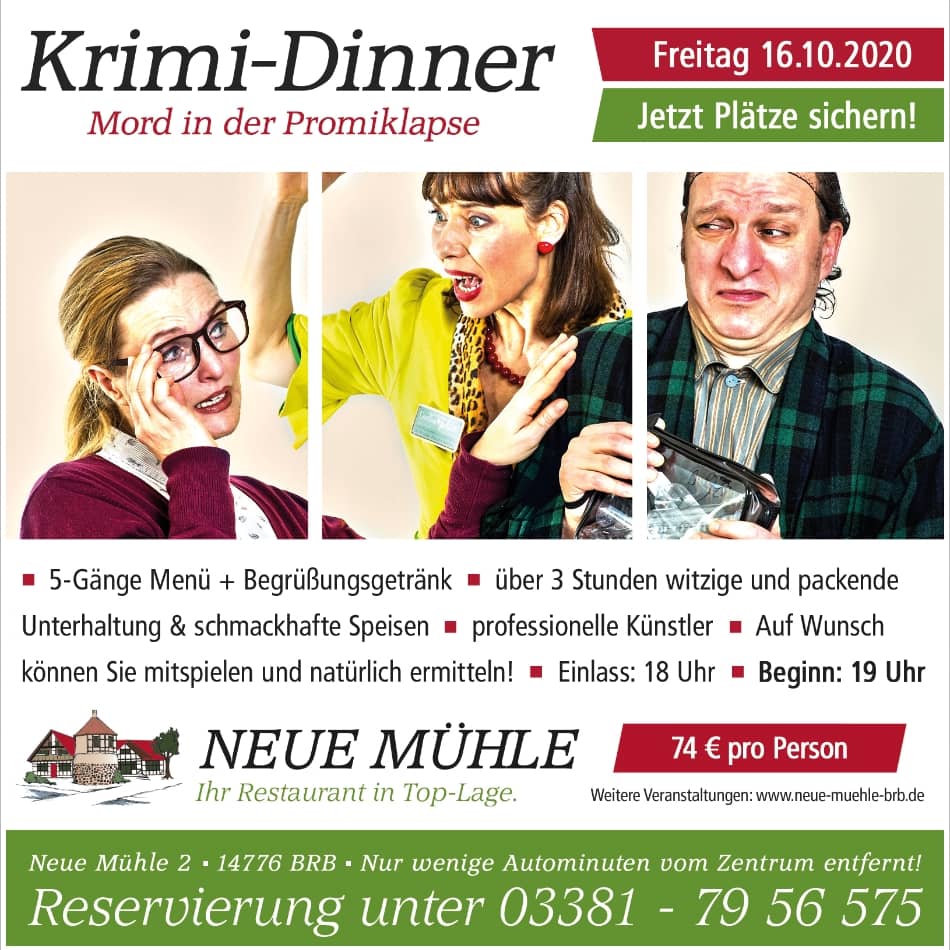 Krimi-Dinner
Mord in der Promiklapse
Freitag 16.10.2020
Jetzt Plätze sichern!
▪ 5-Gänge Menü + Begrüßungsgetränk ▪ über 3 Stunden witzige und packende
Unterhaltung & schmackhafte Speisen ▪ professionelle Künstler ▪ Auf Wunsch
können Sie mitspielen und natürlich ermitteln! ▪ Einlass: 18 Uhr ▪ Beginn: 19 Uhr
NEUE MÜHLE
Ihr Restaurant in Top-Lage.
74 € pro Person
Weitere Veranstaltungen: www.neue-muehle-brb.de
Neue Mühle 2 ▪ 14776 BRB ▪ Nur wenige Autominuten vom Zentrum entfernt!
Reservierung unter 03381 - 79 56 575